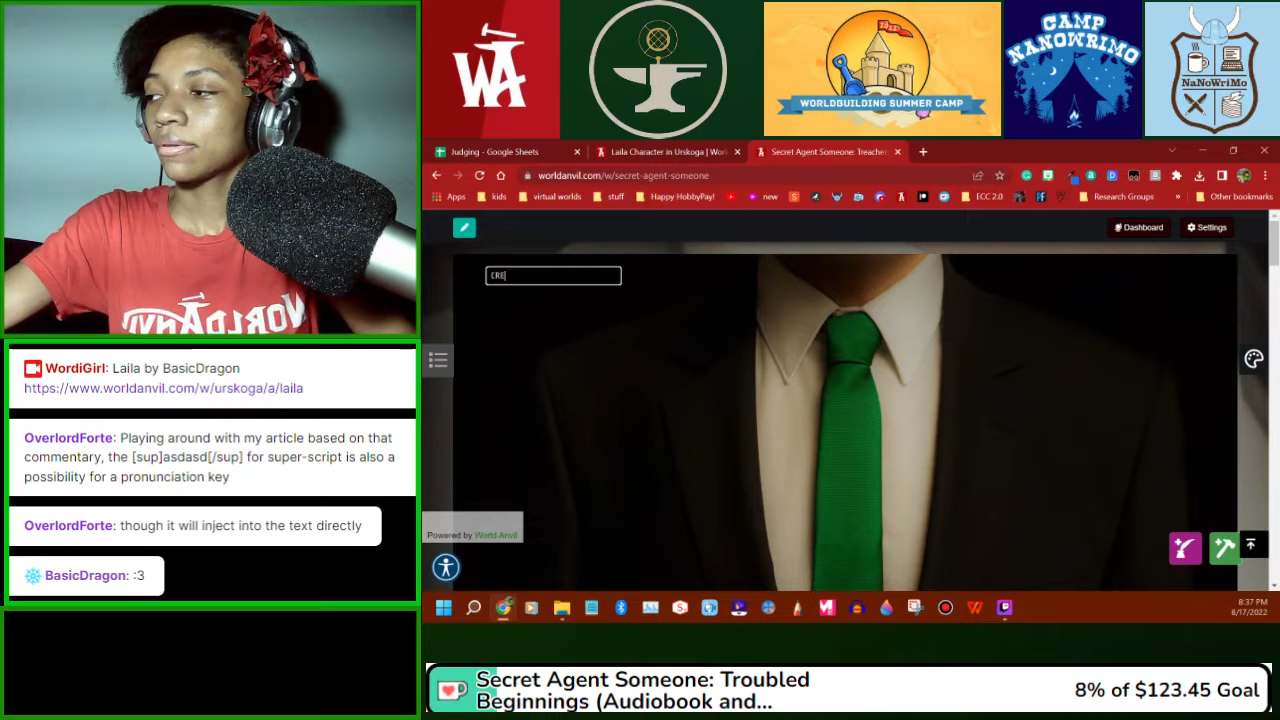 WA
2022
WORLDBUILDING SUMMER CAMP
CAMP
NANOWRIMO
NaNoWriMo
Judging - Google Sheets
Laila Character in Urskoga | Worl
Secret Agent Someone: Treacher
worldanvil.com/w/secret-agent-someone
Apps
kids
virtual worlds
stuff
Happy HobbyPay!
new
ECC 2.0
Research Groups
»
Other bookmarks
Dashboard
Settings
CRE
WORLDANVIL
WordiGirl: Laila by BasicDragon
https://www.worldanvil.com/w/urskoga/a/laila
OverlordForte: Playing around with my article based on that
commentary, the [sup]asdasd[/sup] for super-script is also a
possibility for a pronunciation key
OverlordForte: though it will inject into the text directly
BasicDragon: :3
Powered by World Anvil
8:37 PM
8/17/2022
Secret Agent Someone: Troubled
Beginnings (Audiobook and...
8% of $123.45 Goal